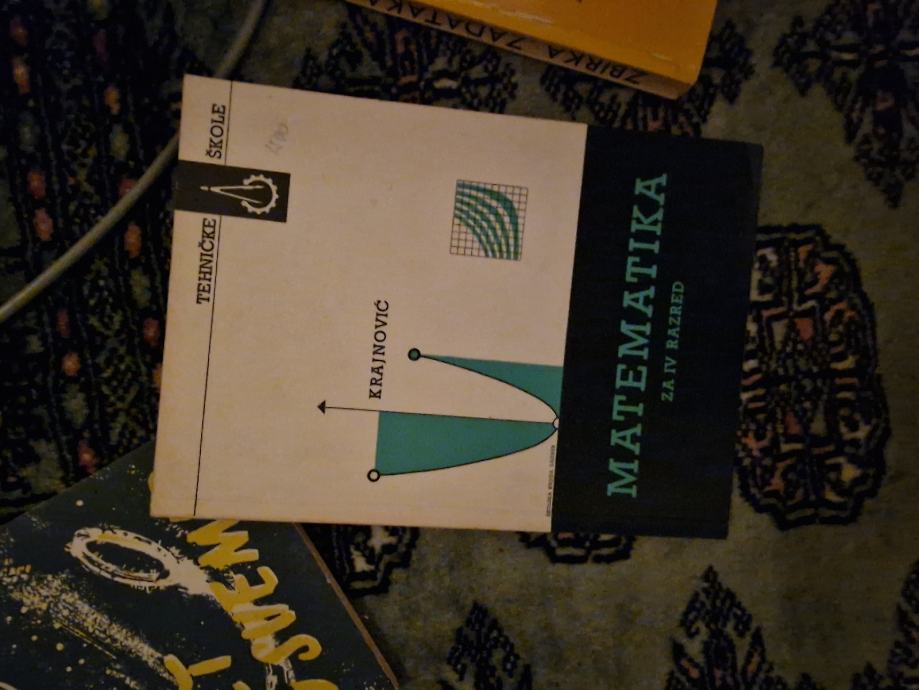 TEHNIČKE ŠKOLE
KRAJNOVIĆ
MATEMATIKA
ZA IV RAZRED
ZBIRKA ZADATAKA